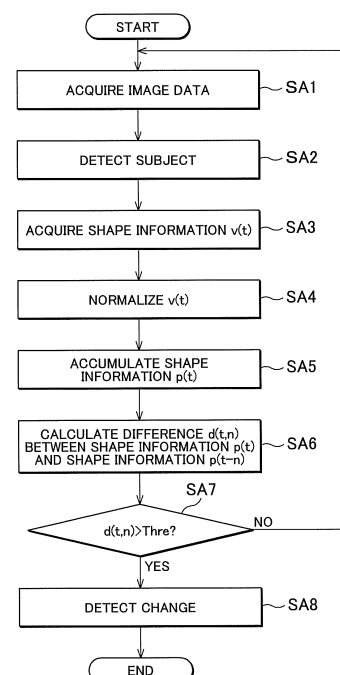 START
ACQUIRE IMAGE DATA
SA1
DETECT SUBJECT
SA2
ACQUIRE SHAPE INFORMATION v(t)
SA3
NORMALIZE v(t)
SA4
ACCUMULATE SHAPE
INFORMATION p(t)
SA5
CALCULATE DIFFERENCE d(t,n)
BETWEEN SHAPE INFORMATION p(t)
AND SHAPE INFORMATION p(t-n)
SA6
SA7
d(t,n)>Thre?
NO
YES
DETECT CHANGE
SA8
END